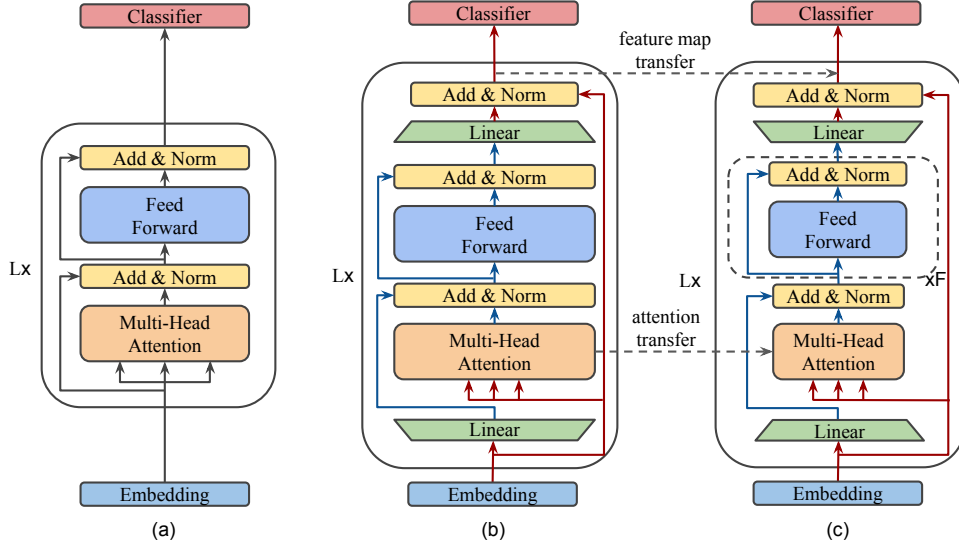 Classifier
Add & Norm
Feed
Forward
Add & Norm
Lx
Multi-Head
Attention
Embedding
(a)
Classifier
feature map
transfer
Add & Norm
Linear
Add & Norm
Feed
Forward
Lx
Add & Norm
Multi-Head
Attention
attention
transfer
Linear
Embedding
(b)
Classifier
Add & Norm
Linear
Add & Norm
Feed
Forward
xF
Lx
Add & Norm
Multi-Head
Attention
Linear
Embedding
(c)